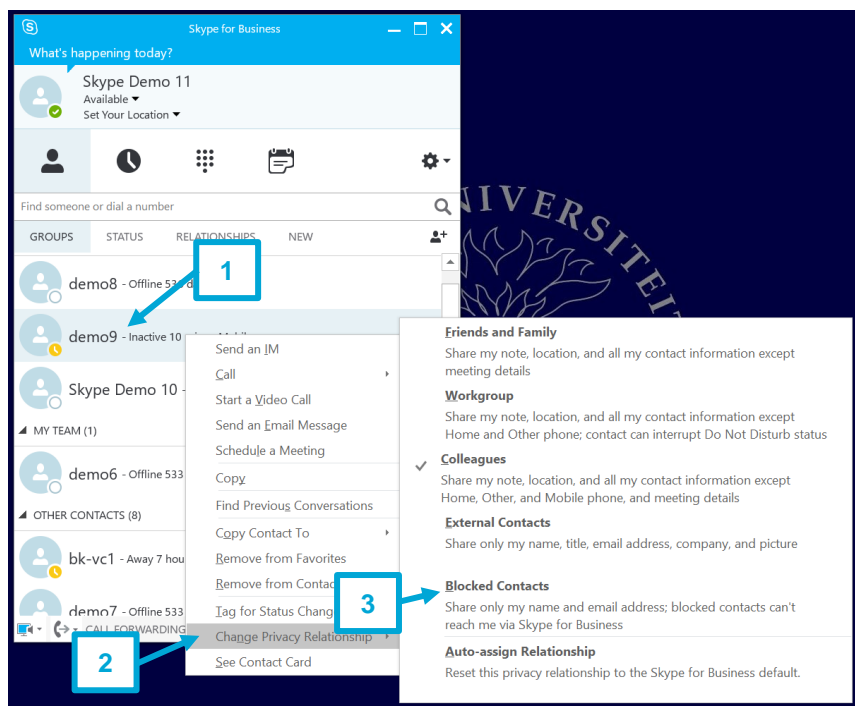 Skype for Business
What's happening today?
Skype Demo 11
Available
Set Your Location
Find someone or dial a number
GROUPS STATUS RELATIONSHIPS NEW
1
demo8 - Offline 533 d
demo9 - Inactive 10
Skype Demo 10 -
MY TEAM (1)
demo6 - Offline 533
OTHER CONTACTS (8)
bk-vc1 - Away 7 hou
demo7 - Offline 533
CALL FORWARDING
2
Send an IM
Call
Start a Video Call
Send an Email Message
Schedule a Meeting
Copy
Find Previous Conversations
Copy Contact To
Remove from Favorites
Remove from Contac
Tag for Status Chang
Change Privacy Relationship
See Contact Card
3
Friends and Family
Share my note, location, and all my contact information except
meeting details
Workgroup
Share my note, location, and all my contact information except
Home and Other phone; contact can interrupt Do Not Disturb status
Colleagues
Share my note, location, and all my contact information except
Home, Other, and Mobile phone, and meeting details
External Contacts
Share only my name, title, email address, company, and picture
Blocked Contacts
Share only my name and email address; blocked contacts can't
reach me via Skype for Business
Auto-assign Relationship
Reset this privacy relationship to the Skype for Business default.
NIVERSITEIT